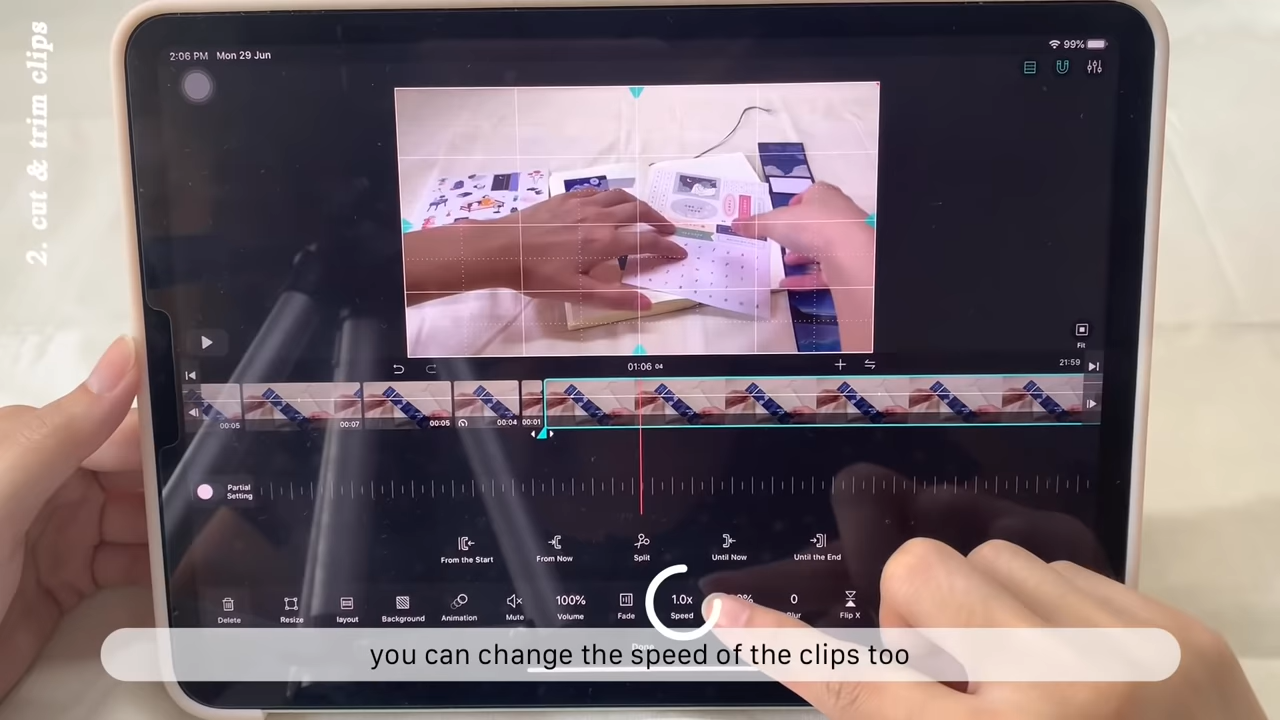 2. cut & trim clips
2:06 PM Mon 29 Jun
99%
Fit
01:06 04
21:59
00:05
00:07
00:05
00:04
00:01
Partial
Setting
From the Start
From Now
Split
Until Now
Until the End
100%
1.0x
0
Delete
Resize
layout
Background
Animation
Mute
Volume
Fade
Speed
Blur
Flip X
you can change the speed of the clips too